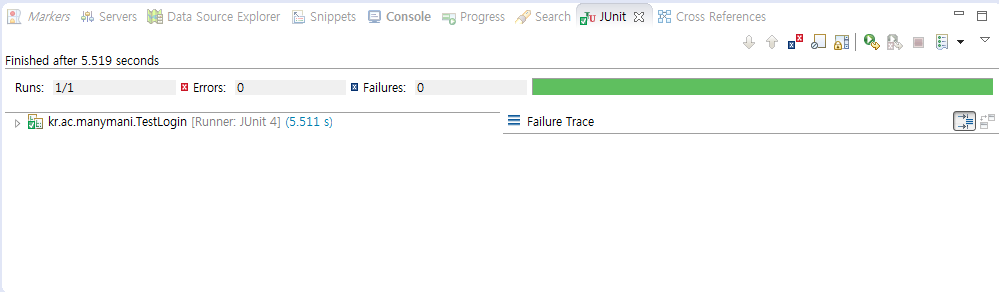 Markers Servers Data Source Explorer Snippets Console Progress Search JUnit Cross References
Finished after 5.519 seconds
Runs: 1/1 Errors: 0 Failures: 0
kr.ac.manymani.TestLogin [Runner: JUnit 4] (5.511 s) Failure Trace